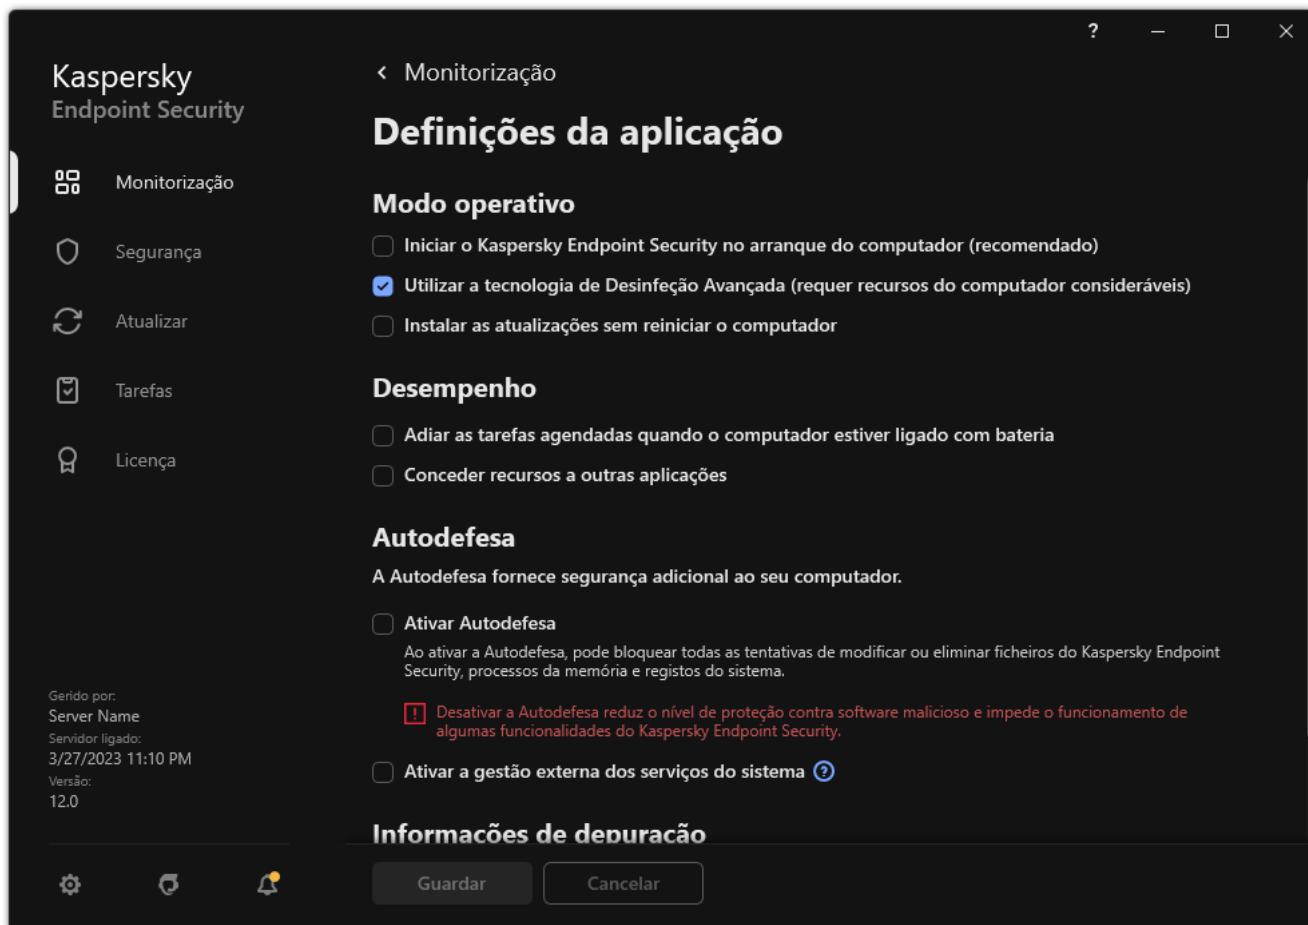 ?
Kaspersky
Endpoint Security
Monitorização
Segurança
Atualizar
Tarefas
Licença
Gerido por:
Server Name
Servidor ligado:
3/27/2023 11:10 PM
Versão:
12.0
Monitorização
Definições da aplicação
Modo operativo
Iniciar o Kaspersky Endpoint Security no arranque do computador (recomendado)
Utilizar a tecnologia de Desinfeção Avançada (requer recursos do computador consideráveis)
Instalar as atualizações sem reiniciar o computador
Desempenho
Adiar as tarefas agendadas quando o computador estiver ligado com bateria
Conceder recursos a outras aplicações
Autodefesa
A Autodefesa fornece segurança adicional ao seu computador.
Ativar Autodefesa
Ao ativar a Autodefesa, pode bloquear todas as tentativas de modificar ou eliminar ficheiros do Kaspersky Endpoint
Security, processos da memória e registos do sistema.
! Desativar a Autodefesa reduz o nível de proteção contra software malicioso e impede o funcionamento de
algumas funcionalidades do Kaspersky Endpoint Security.
Ativar a gestão externa dos serviços do sistema ?
Informações de depuração
Guardar
Cancelar